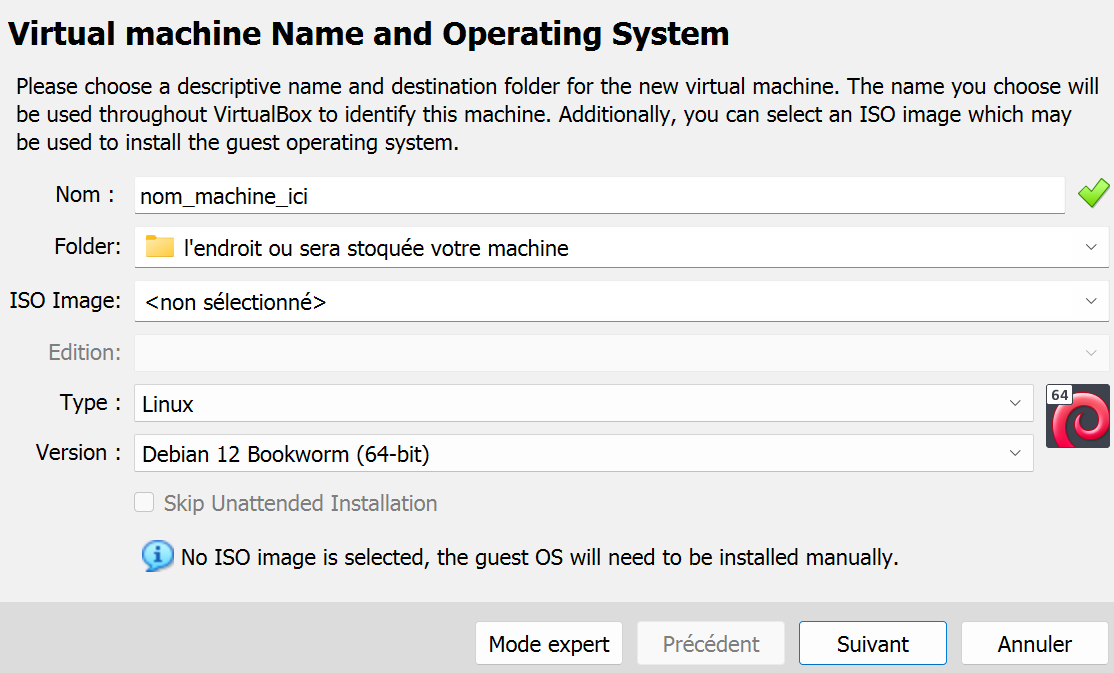 Virtual machine Name and Operating System
Please choose a descriptive name and destination folder for the new virtual machine. The name you choose will
be used throughout VirtualBox to identify this machine. Additionally, you can select an ISO image which may
be used to install the guest operating system.
Nom : nom_machine_ici
Folder: l'endroit ou sera stoquée votre machine
ISO Image: <non sélectionné>
Edition:
Type : Linux
64
Version : Debian 12 Bookworm (64-bit)
Skip Unattended Installation
No ISO image is selected, the guest OS will need to be installed manually.
Mode expert Précédent Suivant Annuler